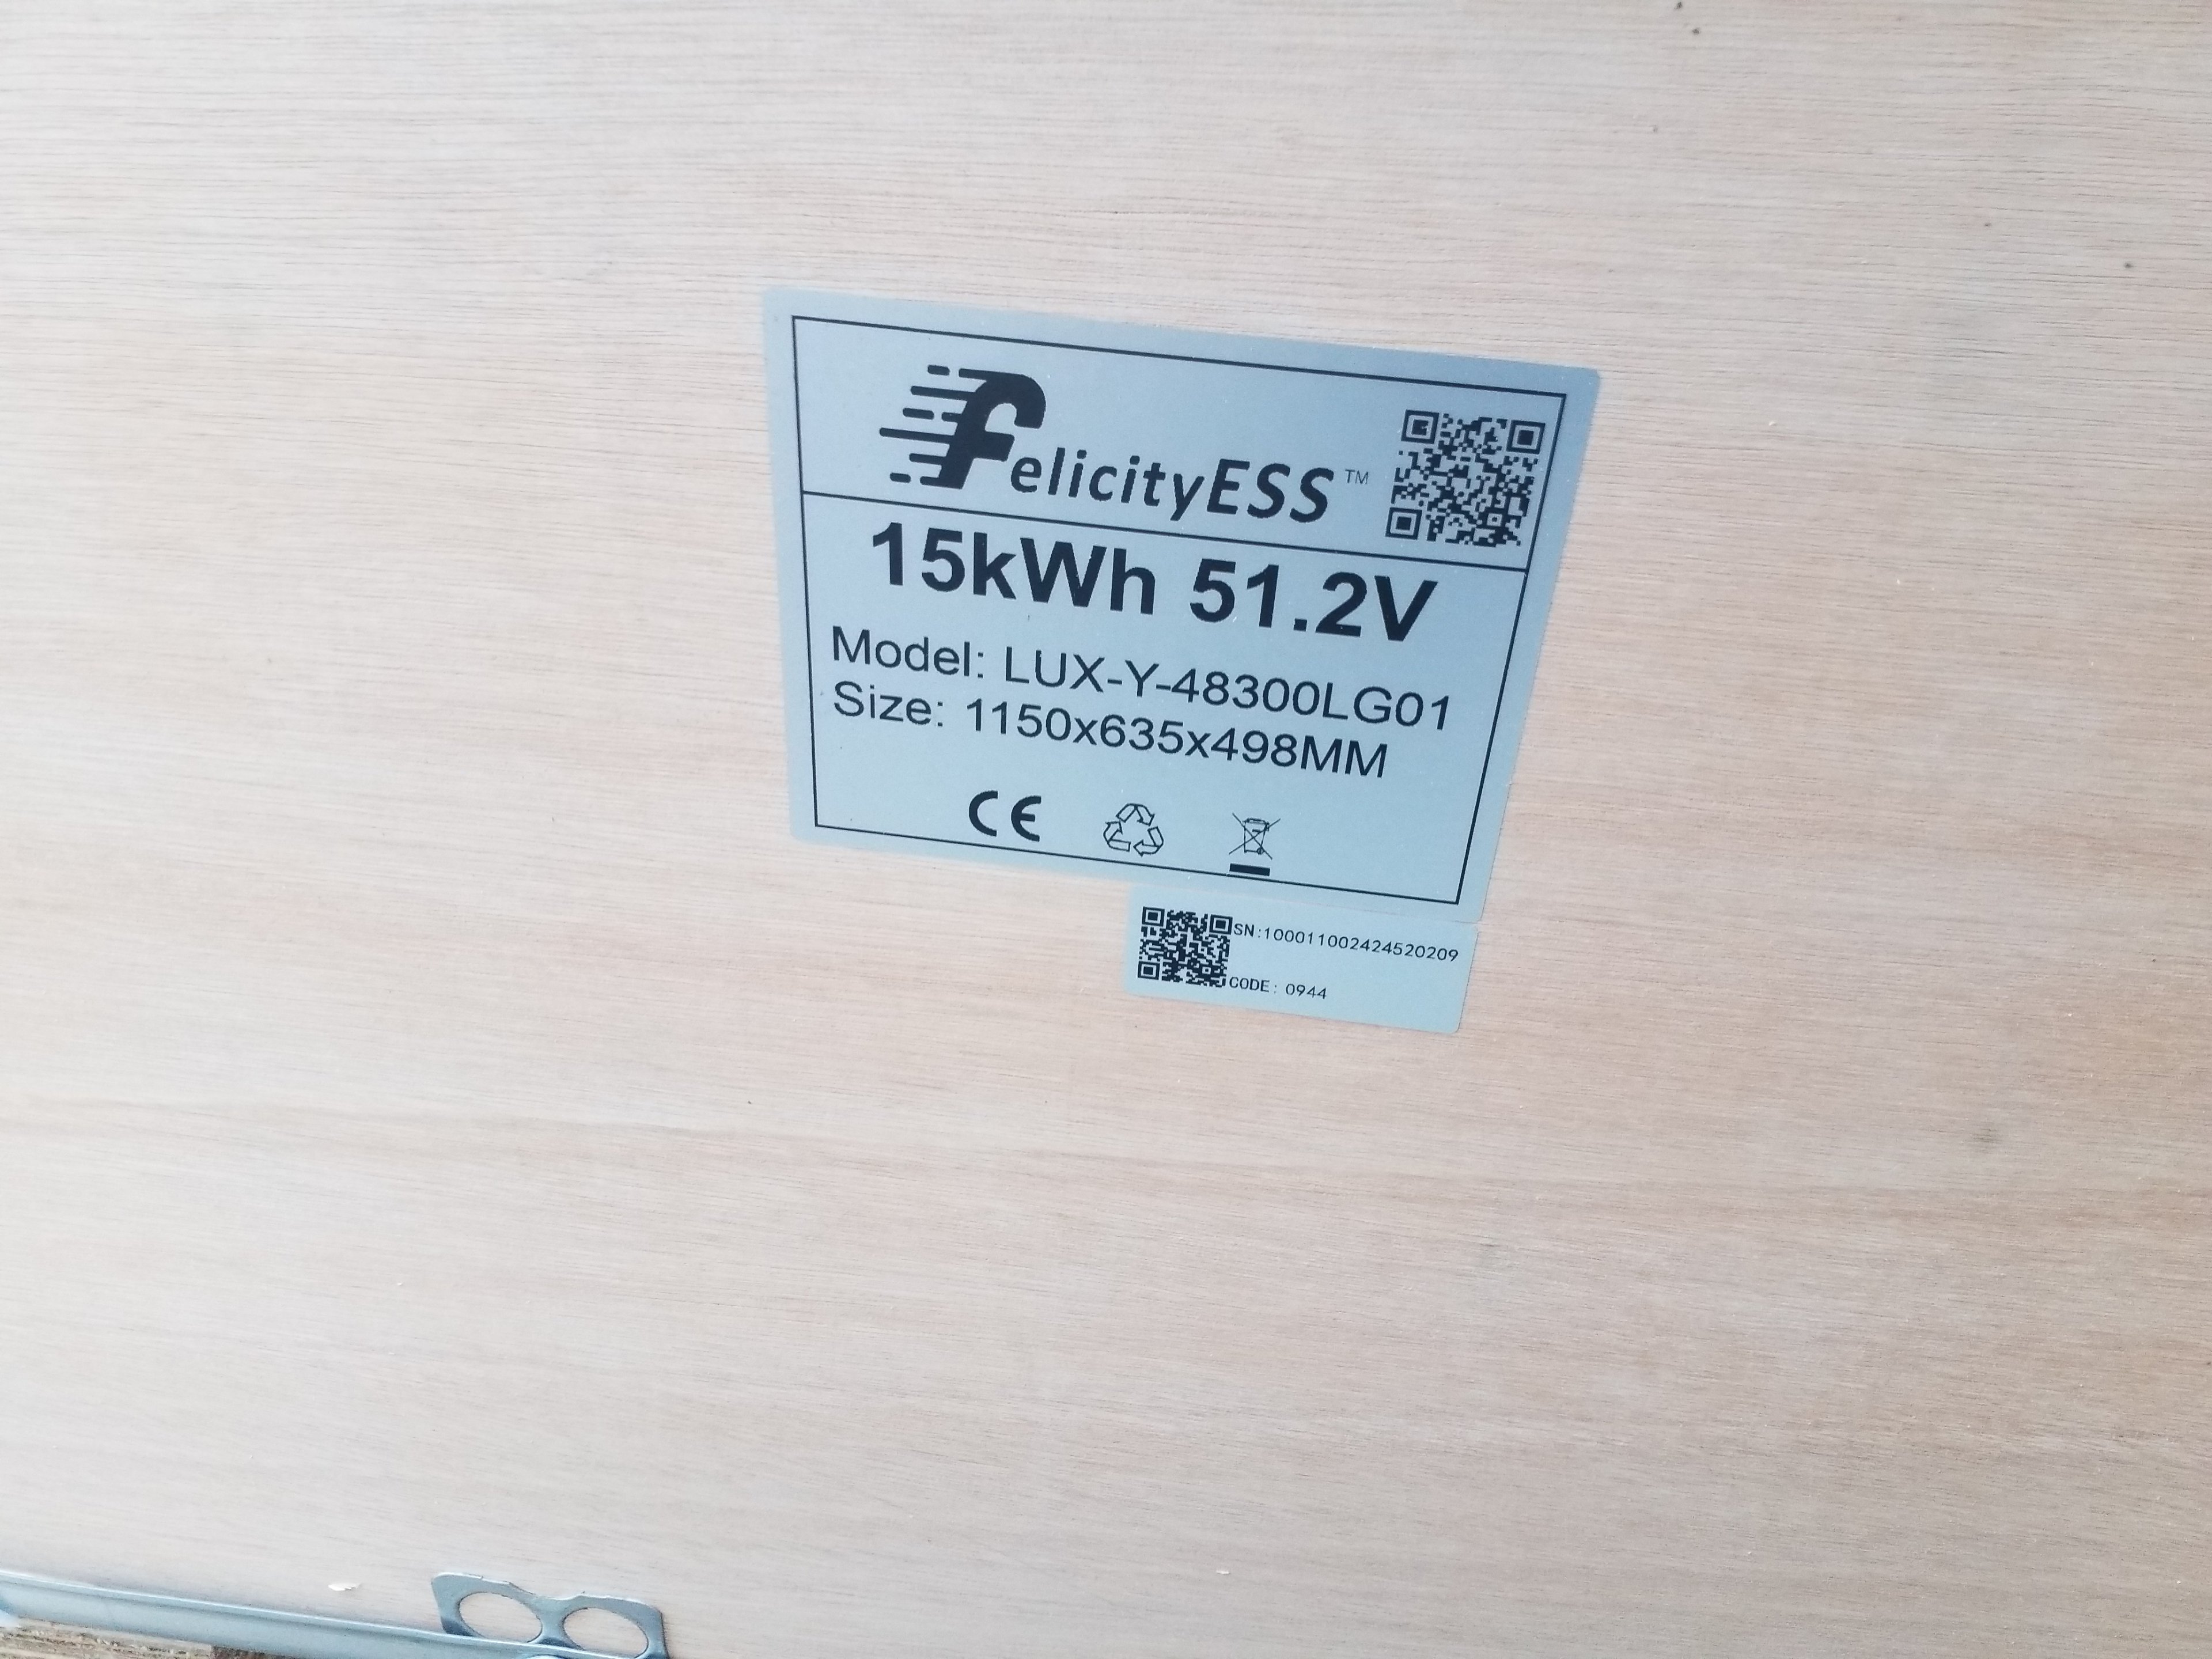 felicityESS™
15kWh 51.2V
Model: LUX-Y-48300LG01
Size: 1150x635x498MM
CE
SN:100011002424520209
CODE: 0944